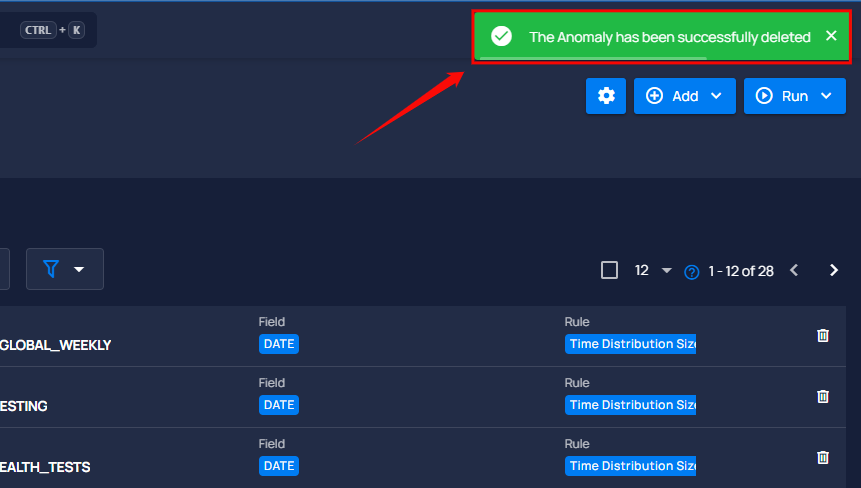 CTRL + K
The Anomaly has been successfully deleted
Add
Run
12
1 - 12 of 28
Field
Rule
GLOBAL_WEEKLY
DATE
Time Distribution Size
Field
Rule
ESTING
DATE
Time Distribution Size
Field
Rule
EALTH_TESTS
DATE
Time Distribution Size